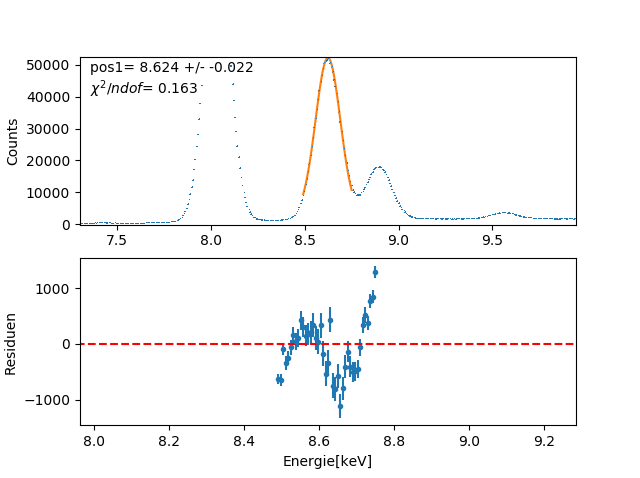 50000
40000
30000
20000
10000
0
Counts
pos1= 8.624 +/- -0.022
χ²/ndof= 0.163
7.5 8.0 8.5 9.0 9.5
1000
0
−1000
Residuen
8.0 8.2 8.4 8.6 8.8 9.0 9.2
Energie[keV]